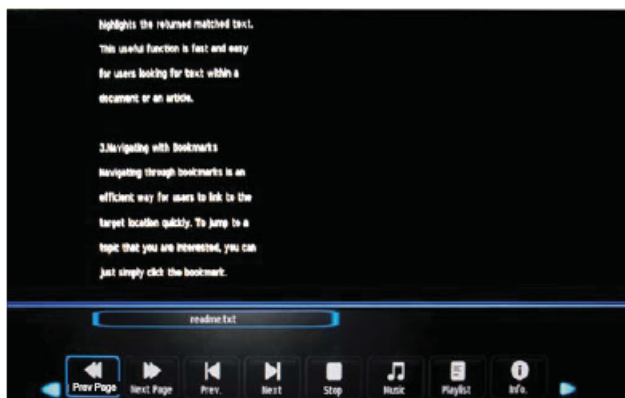 highlights the returned matched text.
This useful function is fast and easy
for users looking for text within a
document or an article.
3.Navigating with Bookmarks
Navigating through bookmarks is an
efficient way for users to link to the
target location quickly. To jump to a
topic that you are interested, you can
just simply click the bookmark.
readme.txt
Prev Page Next Page Prev. Next Stop Music Playlist Info.